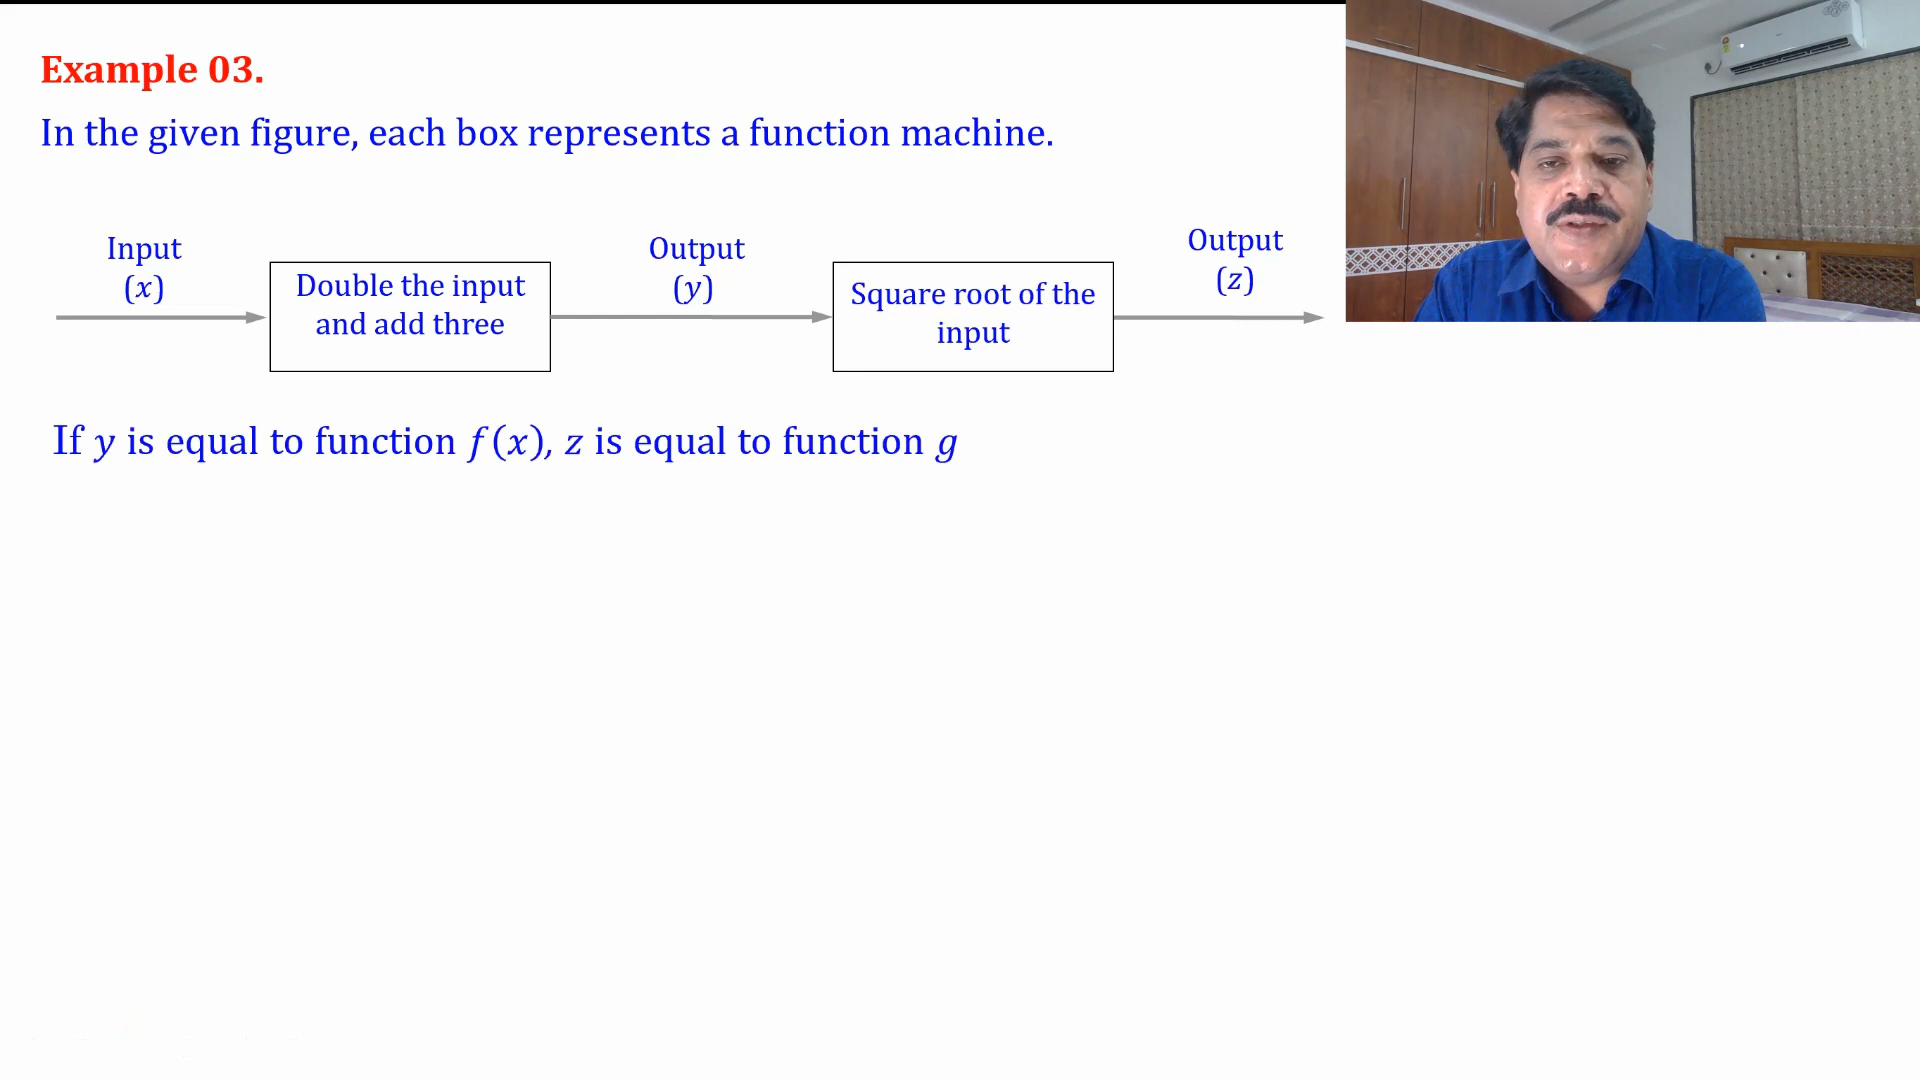 Example 03.
In the given figure, each box represents a function machine.
Input
(x)
Double the input
and add three
Output
(y)
Square root of the
input
Output
(z)
If y is equal to function f(x), z is equal to function g